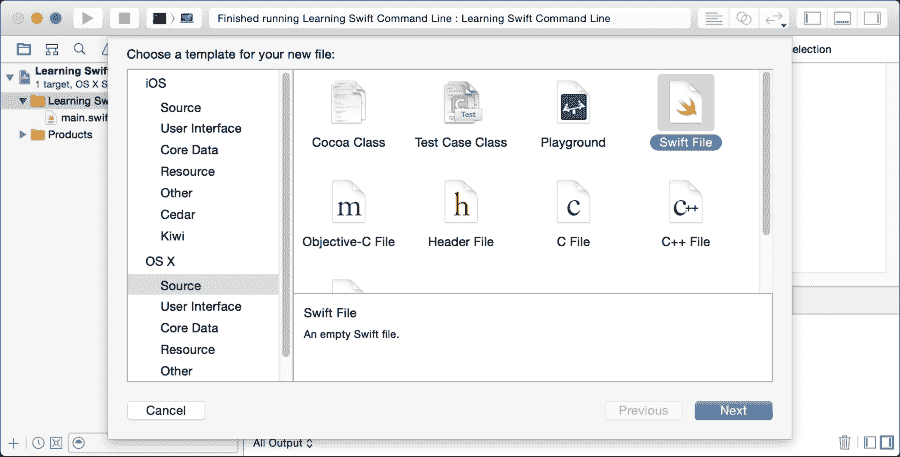 Finished running Learning Swift Command Line : Learning Swift Command Line
Choose a template for your new file:
election
Learning Swif
1 target, OS X S
Learning Sw
main.swif
Products
iOS
Source
User Interface
Core Data
Resource
Other
Cedar
Kiwi
OS X
Source
User Interface
Core Data
Resource
Other
Test
Cocoa Class
Test Case Class
Playground
Swift File
m
h
c
C++
Objective-C File
Header File
C File
C++ File
Swift File
An empty Swift file.
Cancel
Previous
Next
All Output